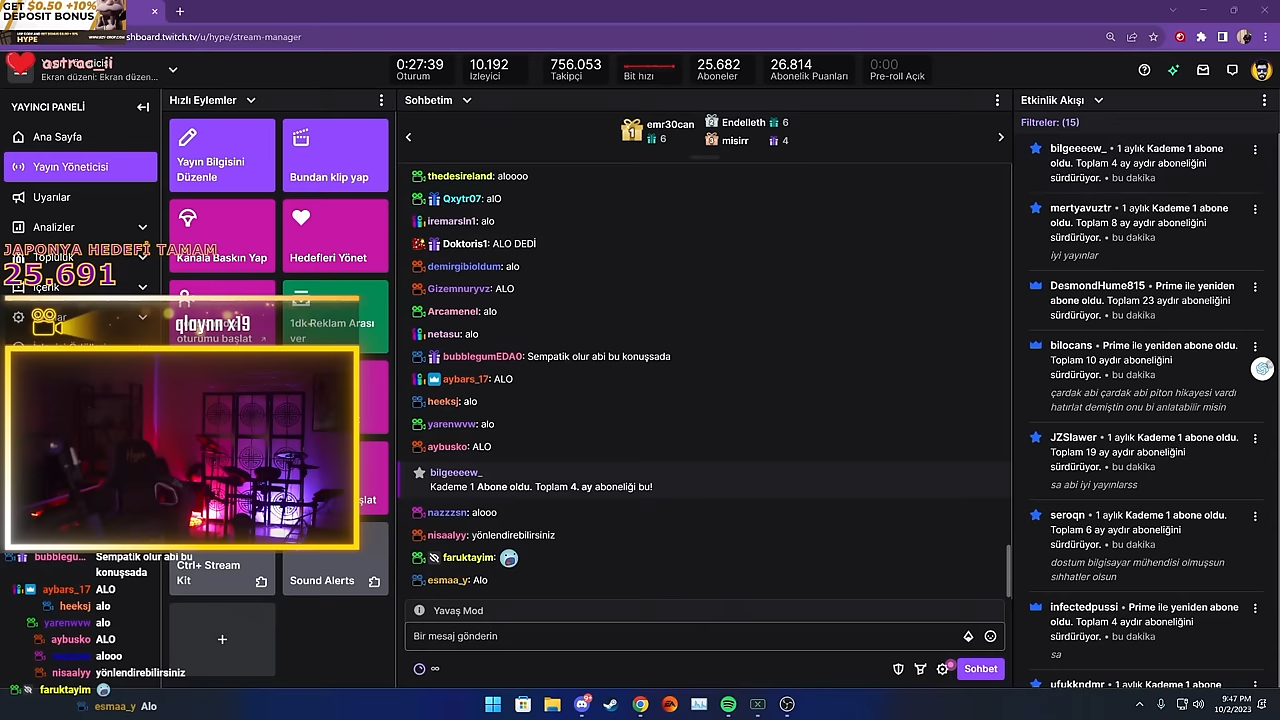 GET $0.50 +10%
DEPOSIT BONUS
HYPE
shboard.twitch.tv/u/hype/stream-manager
astrae_ii
Ekran düzeni: Ekran düzen...
0:27:39
Oturum
10.192
İzleyici
756.053
Takipçi
Bit hızı
25.682
Aboneler
26.814
Abonelik Puanları
0:00
Pre-roll Açık
YAYINCI PANELİ
Ana Sayfa
Yayın Yöneticisi
Uyarılar
Analizler
Topluluk
İçerik
JAPONYA HEDEFİ TAMAM
25.691
qlaynn x19
Hızlı Eylemler
Yayın Bilgisini
Düzenle
Bundan klip yap
Kanala Baskın Yap
Hedefleri Yönet
oturumu başlat
1dk Reklam Arası
ver
Ctrl+ Stream
Kit
Sound Alerts
+
bubblegu... Sempatik olur abi bu
konuşsada
aybars_17 ALO
heeksj alo
yarenwvw alo
aybusko ALO
alooo
nisaalyy yönlendirebilirsiniz
faruktayim
esmaa_y Alo
Sohbetim
1
emr30can
6
2 Endelleth 6
3 misirr 4
thedesireland: aloooo
Qxytr07: alO
iremarsln1: alo
Doktoris1: ALO DEDİ
demirgibioldum: alo
Gizemnuryvz: ALO
Arcamenel: alo
netasu: alo
bubblegumEDA0: Sempatik olur abi bu konuşsada
aybars_17: ALO
heeksj: alo
yarenwvw: alo
aybusko: ALO
bilgeeeew_
Kademe 1 Abone oldu. Toplam 4. ay aboneliği bu!
nazzzsn: alooo
nisaalyy: yönlendirebilirsiniz
faruktayim:
esmaa_y: Alo
Yavaş Mod
Bir mesaj gönderin
Sohbet
Etkinlik Akışı
Filtreler: (15)
bilgeeeew_ • 1 aylık Kademe 1 abone
oldu. Toplam 4 ay aydır aboneliğini
sürdürüyor. • bu dakika
mertyavuztr • 1 aylık Kademe 1 abone
oldu. Toplam 8 ay aydır aboneliğini
sürdürüyor. • bu dakika
iyi yayınlar
DesmondHume815 • Prime ile yeniden
abone oldu. Toplam 23 aydır aboneliğini
sürdürüyor. • bu dakika
bilocans • Prime ile yeniden abone oldu.
Toplam 10 aydır aboneliğini
sürdürüyor. • bu dakika
çardak abi çardak abi piton hikayesi vardı
hatırlat demiştin onu bi anlatabilir misin
JZSlawer • 1 aylık Kademe 1 abone oldu.
Toplam 19 ay aydır aboneliğini
sürdürüyor. • bu dakika
sa abi iyi yayınlarss
seroqn • 1 aylık Kademe 1 abone oldu.
Toplam 6 ay aydır aboneliğini
sürdürüyor. • bu dakika
dostum bilgisayar mühendisi olmuşsun
sıhhatler olsun
infectedpussi • Prime ile yeniden abone
oldu. Toplam 4 aydır aboneliğini
sürdürüyor. • bu dakika
sa
ufukkndmr • 1 aylık Kademe 1 abone
9:47 PM
10/2/2023